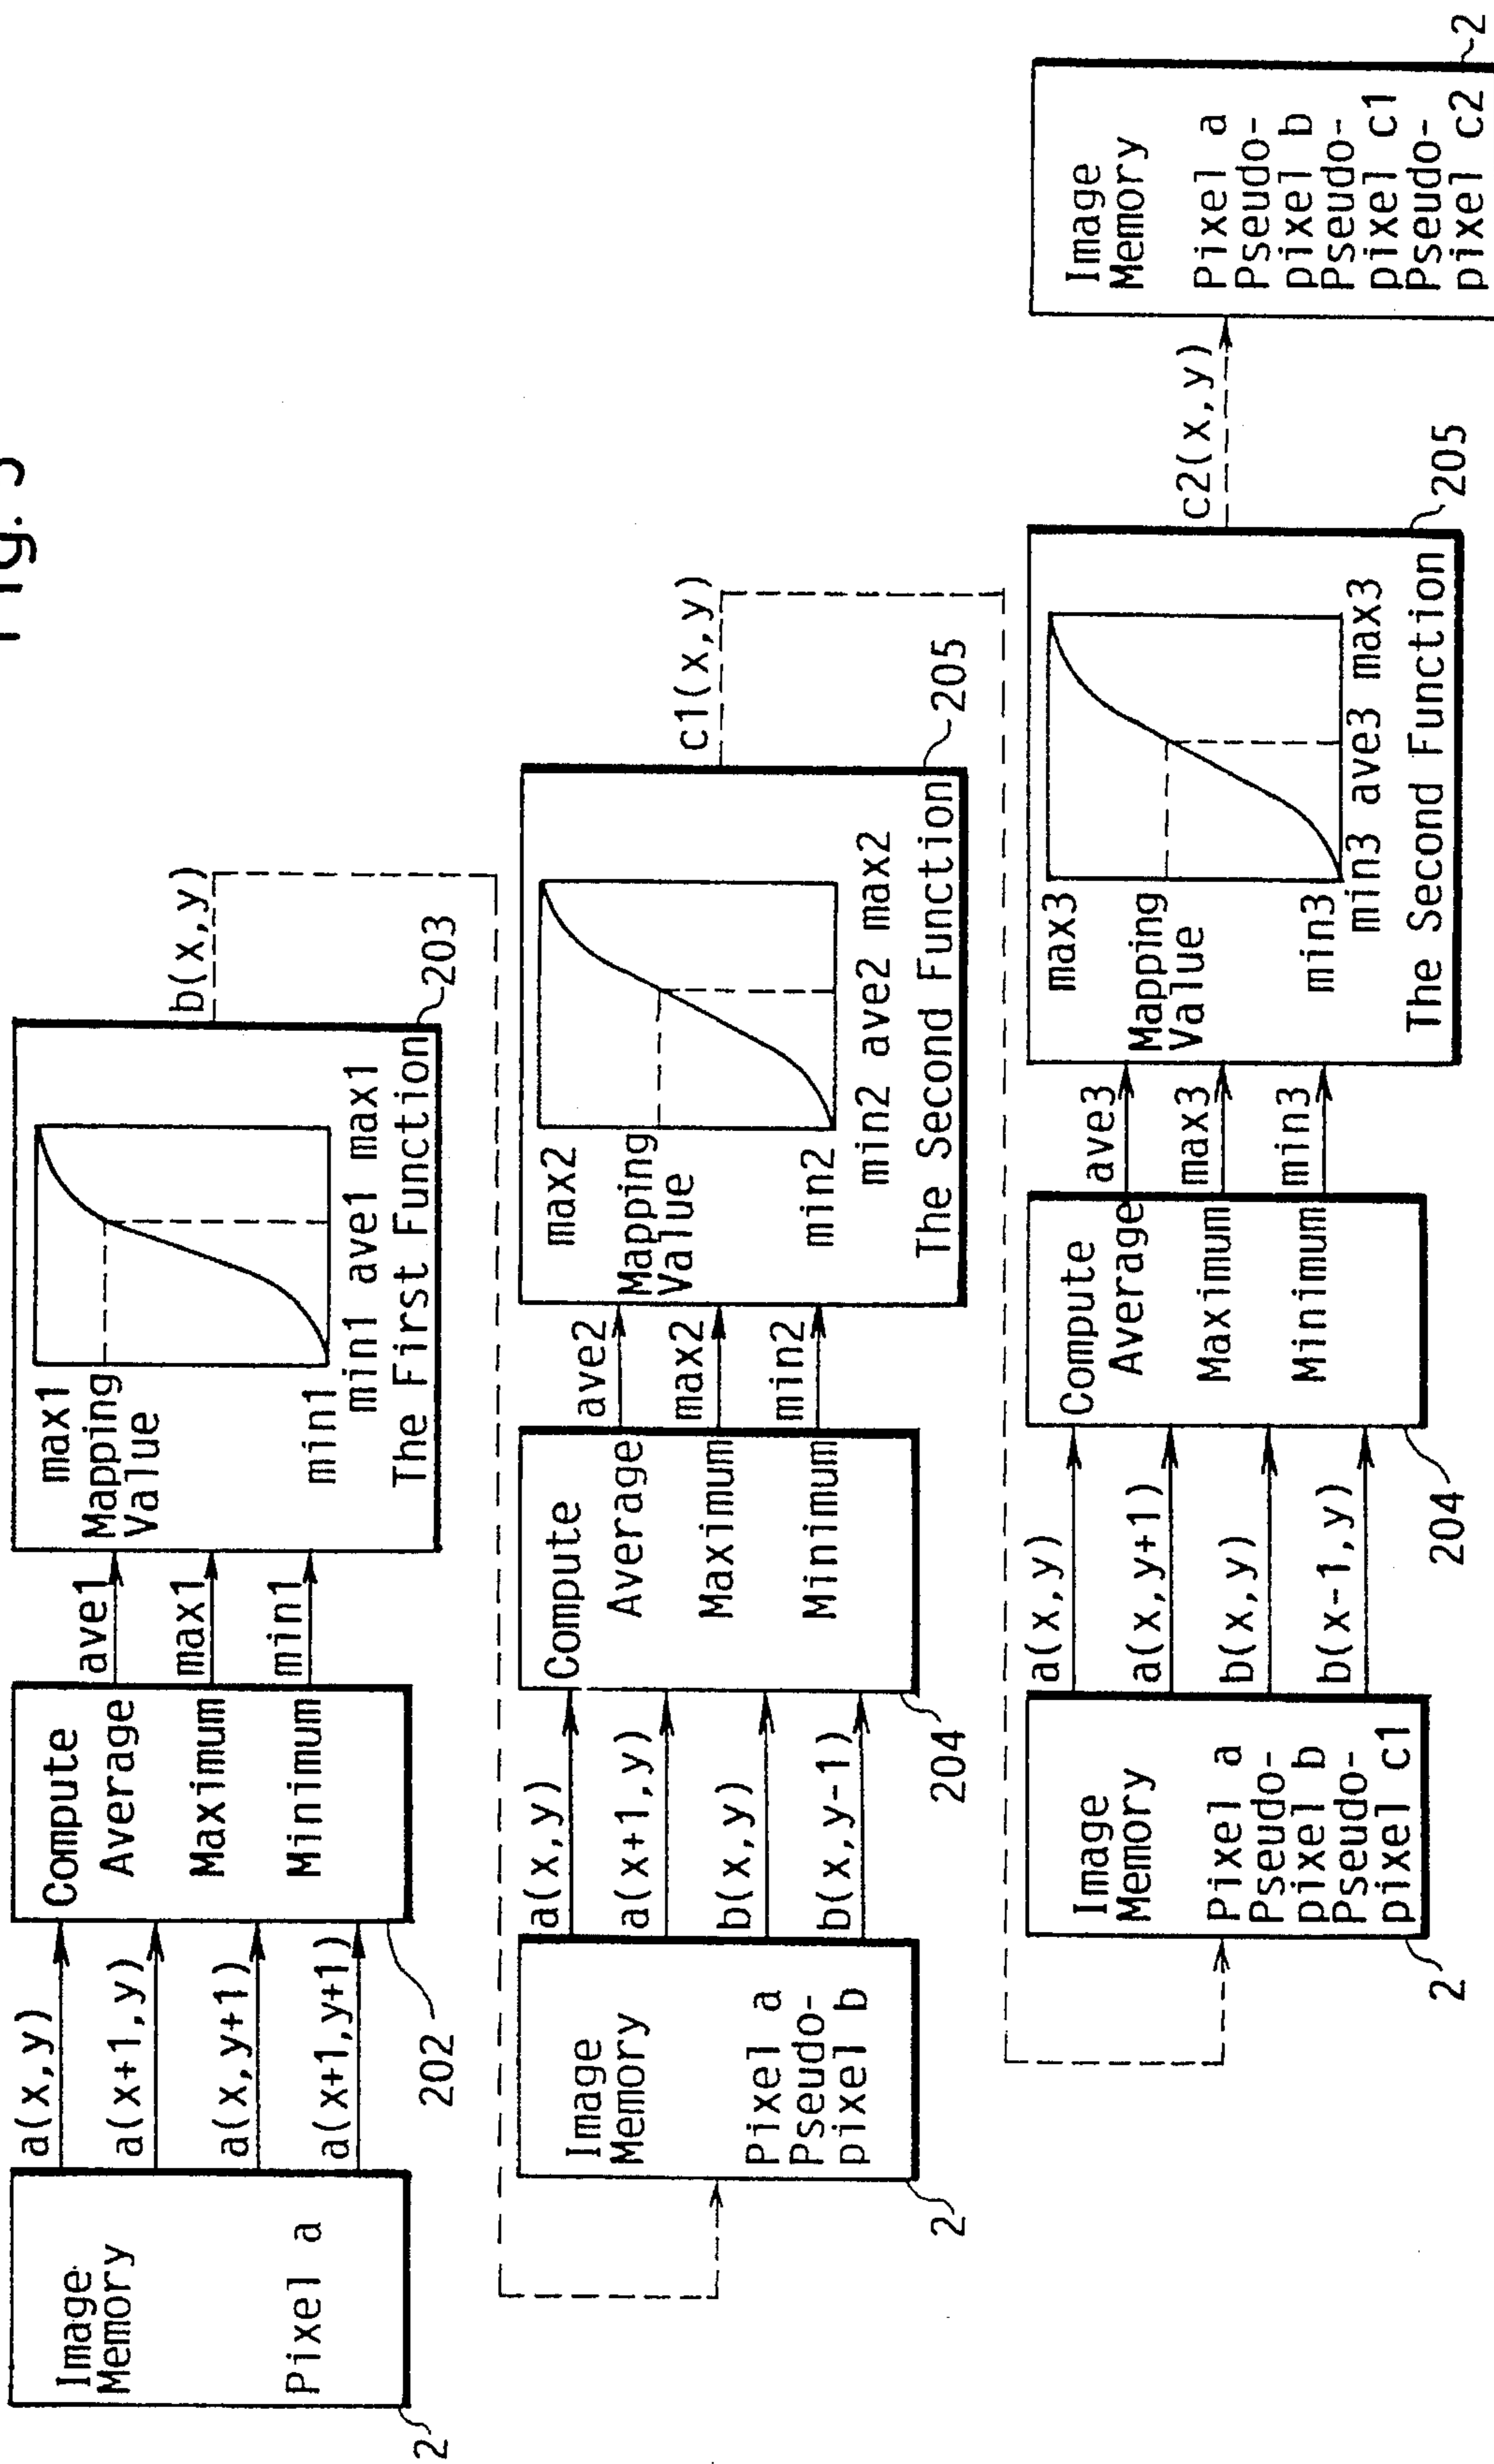 Fig. 5
Image
Memory
Pixel a
2
a(x,y)
a(x+1,y)
a(x,y+1)
a(x+1,y+1)
Compute
Average
Maximum
Minimum
202
ave1
max1
min1
max1
Mapping
Value
min1
min1 ave1 max1
The First Function
203
b(x,y)
Image
Memory
Pixel a
Pseudo-
pixel b
2
a(x,y)
a(x+1,y)
b(x,y)
b(x,y-1)
Compute
Average
Maximum
Minimum
204
ave2
max2
min2
max2
Mapping
Value
min2
min2 ave2 max2
The Second Function
205
c1(x,y)
Image
Memory
Pixel a
Pseudo-
pixel b
Pseudo-
pixel c1
2
a(x,y)
a(x,y+1)
b(x,y)
b(x-1,y)
Compute
Average
Maximum
Minimum
204
ave3
max3
min3
max3
Mapping
Value
min3
min3 ave3 max3
The Second Function
205
c2(x,y)
Image
Memory
Pixel a
Pseudo-
pixel b
Pseudo-
pixel c1
Pseudo-
pixel c2
2